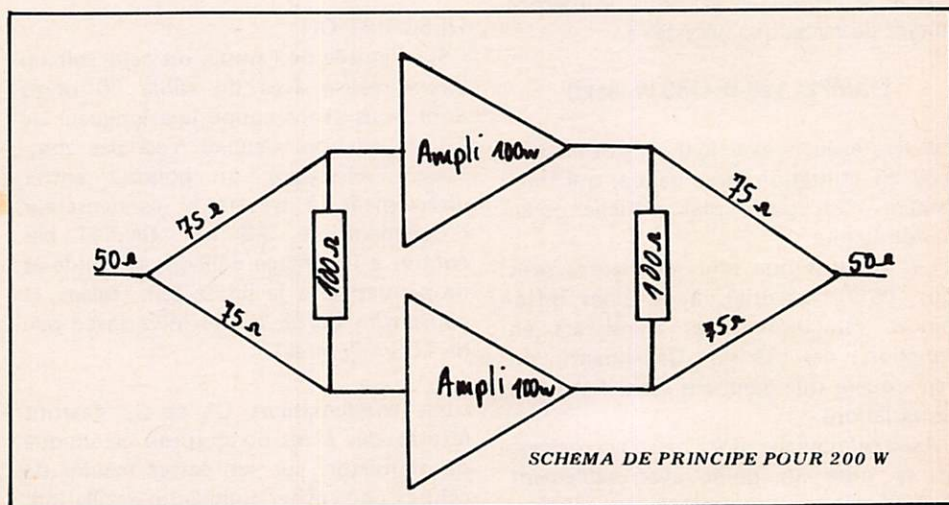 Ampli 100w
75Ω
75Ω
50Ω
100Ω
100Ω
50Ω
75Ω
75Ω
Ampli 100w
SCHEMA DE PRINCIPE POUR 200 W